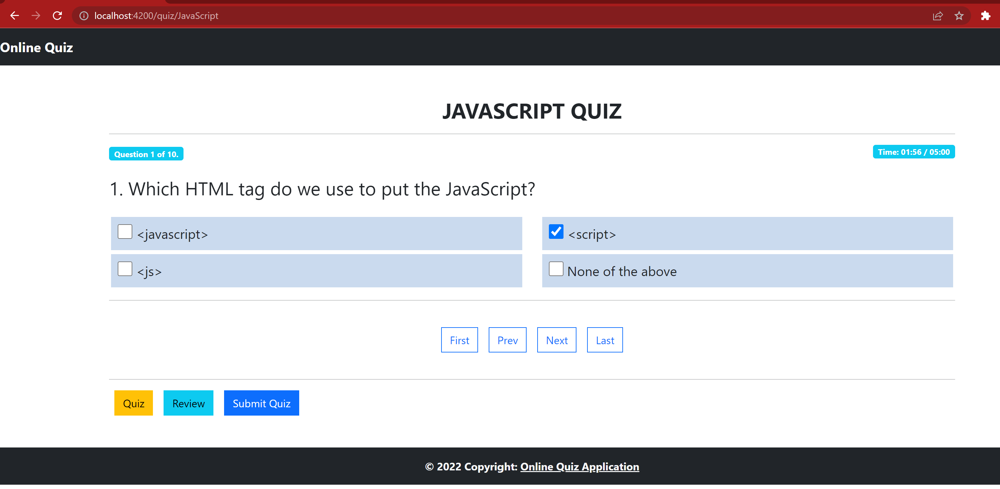 localhost:4200/quiz/JavaScript
Online Quiz
JAVASCRIPT QUIZ
Question 1 of 10.
Time: 01:56 / 05:00
1. Which HTML tag do we use to put the JavaScript?
<javascript>
<script>
<js>
None of the above
First Prev Next Last
Quiz Review Submit Quiz
© 2022 Copyright: Online Quiz Application